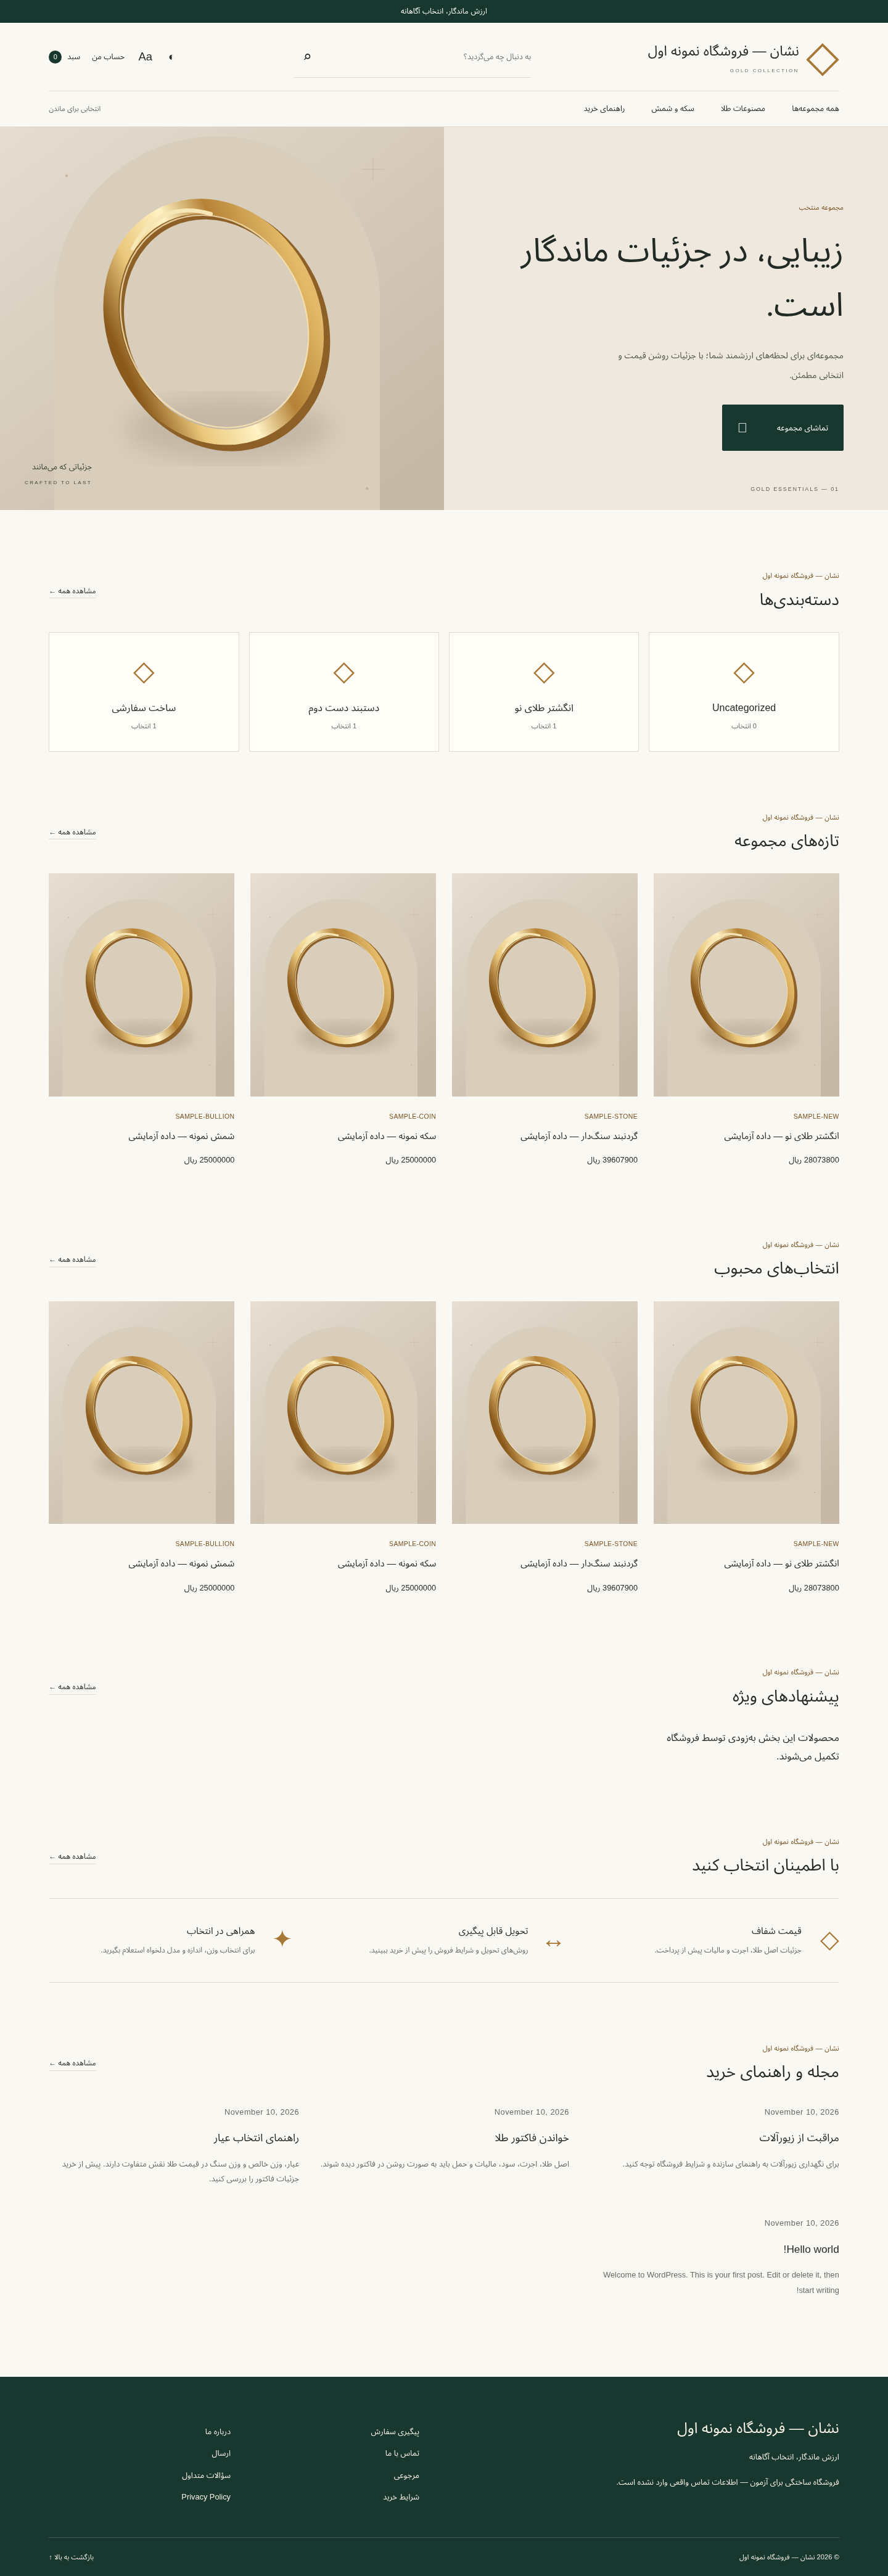 ارزش ماندگار، انتخاب آگاهانه
نشان — فروشگاه نمونه اول
GOLD COLLECTION
به دنبال چه می‌گردید؟
Aa
حساب من
سبد
0
همه مجموعه‌ها
مصنوعات طلا
سکه و شمش
راهنمای خرید
انتخابی برای ماندن
مجموعه منتخب
زیبایی، در جزئیات ماندگار
است.
مجموعه‌ای برای لحظه‌های ارزشمند شما؛ با جزئیات روشن قیمت و
انتخابی مطمئن.
تماشای مجموعه
GOLD ESSENTIALS — 01
جزئیاتی که می‌مانند
CRAFTED TO LAST
نشان — فروشگاه نمونه اول
دسته‌بندی‌ها
مشاهده همه ←
Uncategorized
0 انتخاب
انگشتر طلای نو
1 انتخاب
دستبند دست دوم
1 انتخاب
ساخت سفارشی
1 انتخاب
نشان — فروشگاه نمونه اول
تازه‌های مجموعه
مشاهده همه ←
SAMPLE-NEW
انگشتر طلای نو — داده آزمایشی
28073800 ریال
SAMPLE-STONE
گردنبند سنگ‌دار — داده آزمایشی
39607900 ریال
SAMPLE-COIN
سکه نمونه — داده آزمایشی
25000000 ریال
SAMPLE-BULLION
شمش نمونه — داده آزمایشی
25000000 ریال
نشان — فروشگاه نمونه اول
انتخاب‌های محبوب
مشاهده همه ←
SAMPLE-NEW
انگشتر طلای نو — داده آزمایشی
28073800 ریال
SAMPLE-STONE
گردنبند سنگ‌دار — داده آزمایشی
39607900 ریال
SAMPLE-COIN
سکه نمونه — داده آزمایشی
25000000 ریال
SAMPLE-BULLION
شمش نمونه — داده آزمایشی
25000000 ریال
نشان — فروشگاه نمونه اول
پیشنهادهای ویژه
مشاهده همه ←
محصولات این بخش به‌زودی توسط فروشگاه
تکمیل می‌شوند.
نشان — فروشگاه نمونه اول
با اطمینان انتخاب کنید
مشاهده همه ←
قیمت شفاف
جزئیات اصل طلا، اجرت و مالیات پیش از پرداخت.
تحویل قابل پیگیری
روش‌های تحویل و شرایط فروش را پیش از خرید ببینید.
همراهی در انتخاب
برای انتخاب وزن، اندازه و مدل دلخواه استعلام بگیرید.
نشان — فروشگاه نمونه اول
مجله و راهنمای خرید
مشاهده همه ←
November 10, 2026
مراقبت از زیورآلات
برای نگهداری زیورآلات به راهنمای سازنده و شرایط فروشگاه توجه کنید.
November 10, 2026
خواندن فاکتور طلا
اصل طلا، اجرت، سود، مالیات و حمل باید به صورت روشن در فاکتور دیده شوند.
November 10, 2026
راهنمای انتخاب عیار
عیار، وزن خالص و وزن سنگ در قیمت طلا نقش متفاوت دارند. پیش از خرید
جزئیات فاکتور را بررسی کنید.
November 10, 2026
Hello world!
Welcome to WordPress. This is your first post. Edit or delete it, then
start writing!
نشان — فروشگاه نمونه اول
ارزش ماندگار، انتخاب آگاهانه
فروشگاه ساختگی برای آزمون — اطلاعات تماس واقعی وارد نشده است.
پیگیری سفارش
تماس با ما
مرجوعی
شرایط خرید
درباره ما
ارسال
سؤالات متداول
Privacy Policy
© 2026 نشان — فروشگاه نمونه اول
بازگشت به بالا ↑